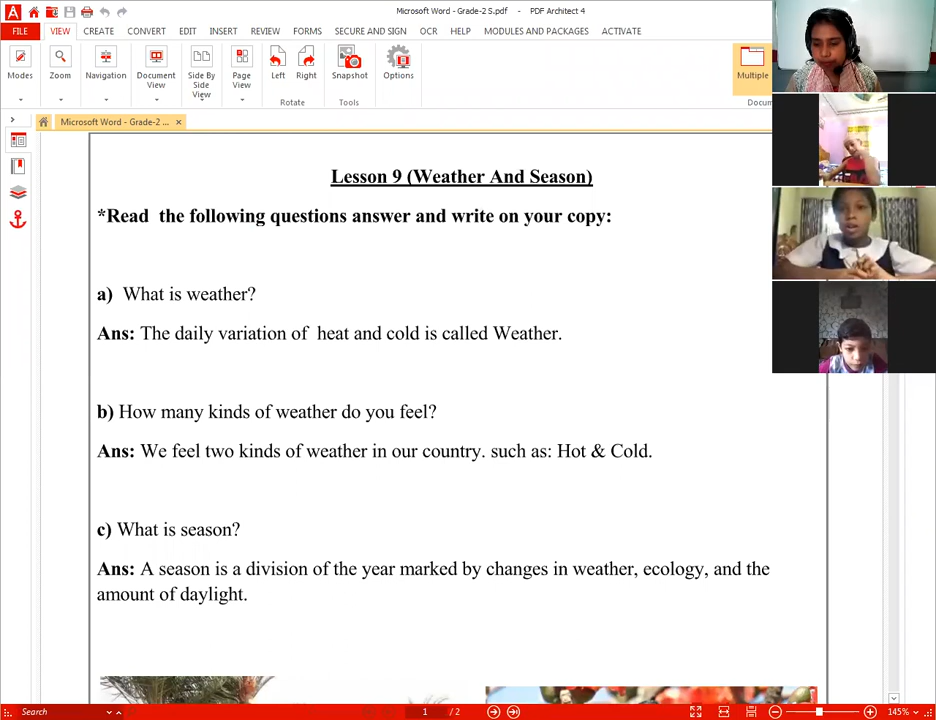 Microsoft Word - Grade-2 S.pdf - PDF Architect 4
FILE VIEW CREATE CONVERT EDIT INSERT REVIEW FORMS SECURE AND SIGN OCR HELP MODULES AND PACKAGES ACTIVATE
Modes Zoom Navigation Document View Side By Side View Page View Left Right Snapshot Options Multiple
Rotate Tools Docum
Microsoft Word - Grade-2 ... ×
Lesson 9 (Weather And Season)
*Read the following questions answer and write on your copy:
a) What is weather?
Ans: The daily variation of heat and cold is called Weather.
b) How many kinds of weather do you feel?
Ans: We feel two kinds of weather in our country. such as: Hot & Cold.
c) What is season?
Ans: A season is a division of the year marked by changes in weather, ecology, and the
amount of daylight.
Search 1 / 2 145%